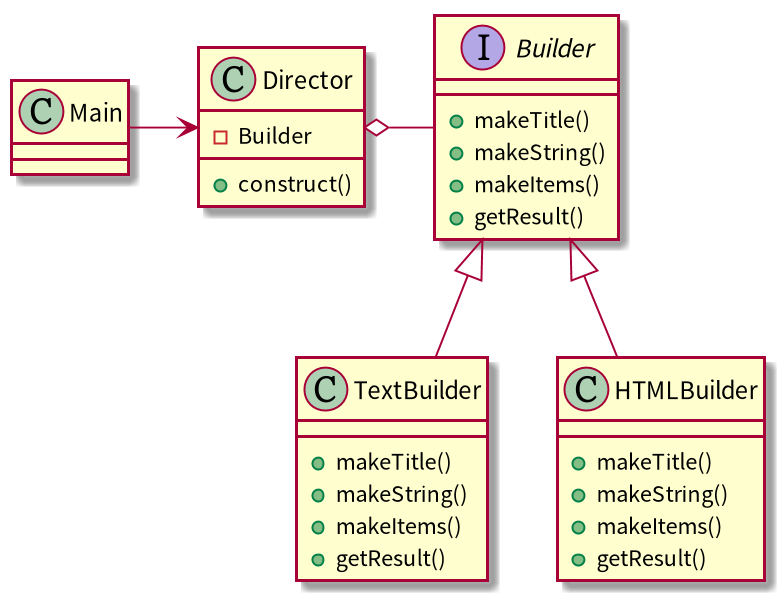 C Main
C Director
Builder
construct()
I Builder
makeTitle()
makeString()
makeItems()
getResult()
C TextBuilder
makeTitle()
makeString()
makeItems()
getResult()
C HTMLBuilder
makeTitle()
makeString()
makeItems()
getResult()